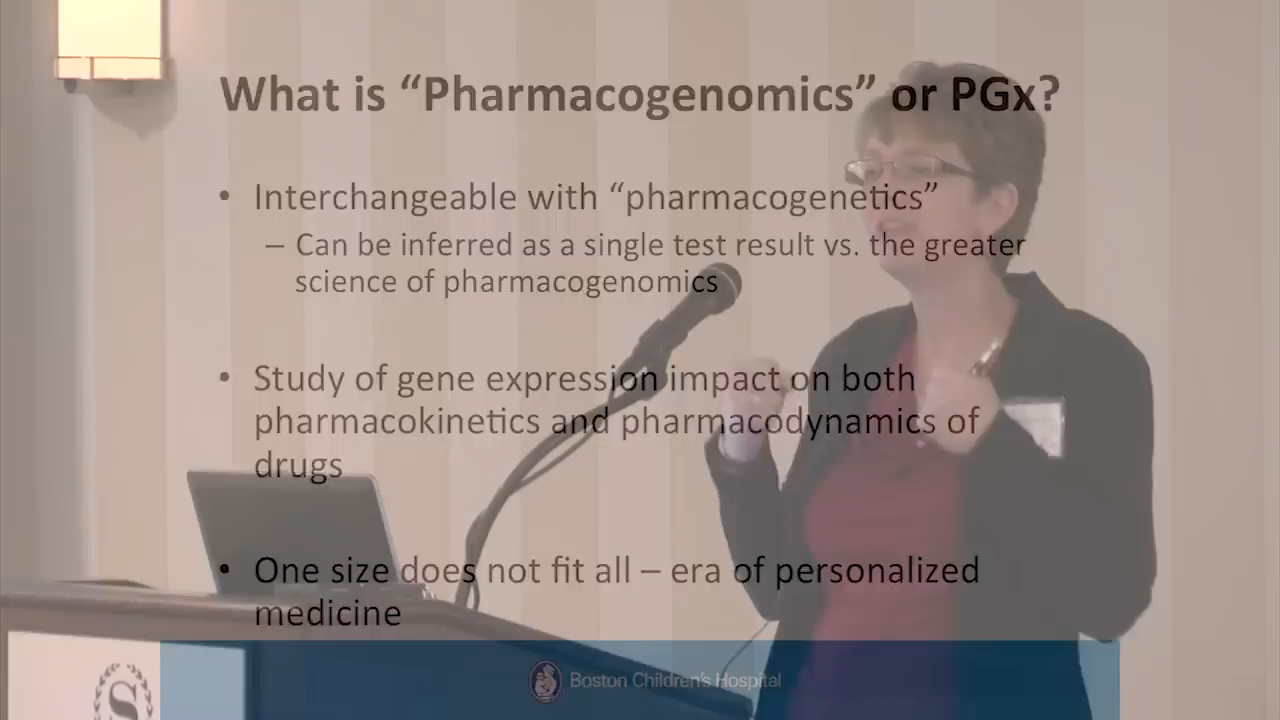 What is “Pharmacogenomics” or PGx?
• Interchangeable with “pharmacogenetics”
– Can be inferred as a single test result vs. the greater
science of pharmacogenomics
• Study of gene expression impact on both
pharmacokinetics and pharmacodynamics of
drugs
• One size does not fit all – era of personalized
medicine
Boston Children's Hospital
S